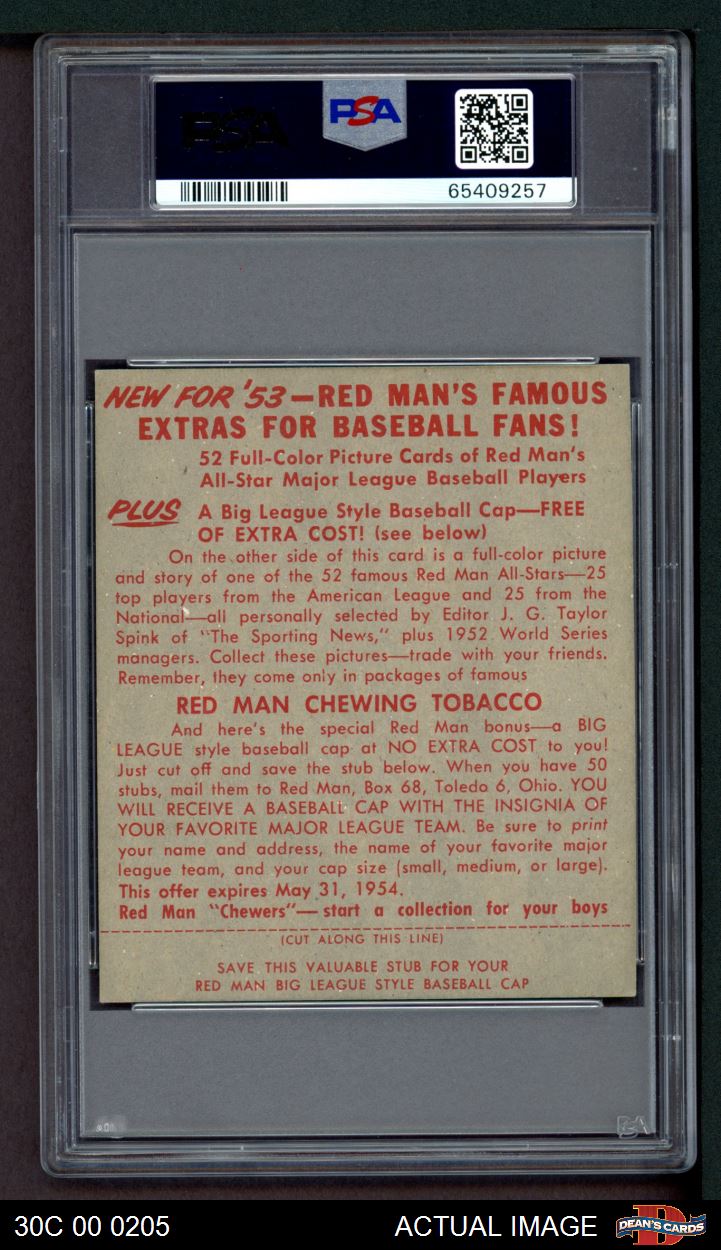 PSA
PSA
65409257
NEW FOR '53—RED MAN'S FAMOUS
EXTRAS FOR BASEBALL FANS!
52 Full-Color Picture Cards of Red Man's
All-Star Major League Baseball Players
PLUS A Big League Style Baseball Cap—FREE
OF EXTRA COST! (see below)
On the other side of this card is a full-color picture
and story of one of the 52 famous Red Man All-Stars—25
top players from the American League and 25 from the
National—all personally selected by Editor J. G. Taylor
Spink of "The Sporting News," plus 1952 World Series
managers. Collect these pictures—trade with your friends.
Remember, they come only in packages of famous
RED MAN CHEWING TOBACCO
And here's the special Red Man bonus—a BIG
LEAGUE style baseball cap at NO EXTRA COST to you!
Just cut off and save the stub below. When you have 50
stubs, mail them to Red Man, Box 68, Toledo 6, Ohio. YOU
WILL RECEIVE A BASEBALL CAP WITH THE INSIGNIA OF
YOUR FAVORITE MAJOR LEAGUE TEAM. Be sure to print
your name and address, the name of your favorite major
league team, and your cap size (small, medium, or large).
This offer expires May 31, 1954.
Red Man "Chewers"—start a collection for your boys
(CUT ALONG THIS LINE)
SAVE THIS VALUABLE STUB FOR YOUR
RED MAN BIG LEAGUE STYLE BASEBALL CAP
PSA
30C 00 0205 ACTUAL IMAGE DEAN'S CARDS